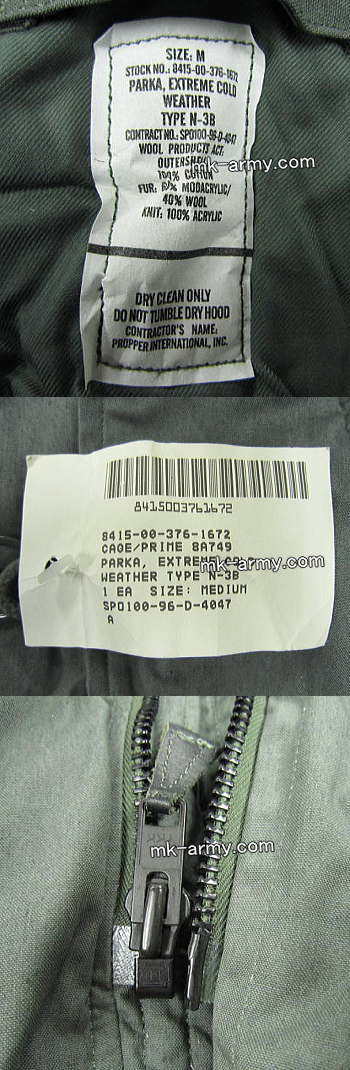 SIZE: M
STOCK NO.: 8415-00-376-1672
PARKA, EXTREME COLD
WEATHER
TYPE N-3B
CONTRACT NO.: SPO100-96-D-4047
WOOL PRODUCTS ACT.
OUTERSHELL
mk-army.com
100% COTTON
FUR: 60% MODACRYLIC/
40% WOOL
KNIT: 100% ACRYLIC
DRY CLEAN ONLY
DO NOT TUMBLE DRY HOOD
CONTRACTOR'S NAME,
PROPPER INTERNATIONAL, INC.
8415003761672
8415-00-376-1672
CAGE/PRIME 8A749
PARKA, EXTREME COLD
mk-army.com
WEATHER TYPE N-3B
1 EA SIZE: MEDIUM
SPO100-96-D-4047
A
mk-army.com